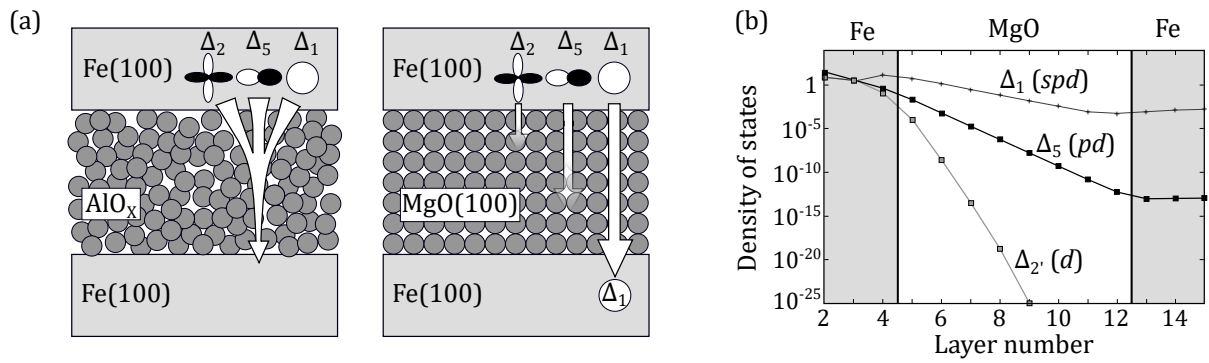 (a)
Δ2 Δ5 Δ1
Fe(100)
AlOX
Fe(100)
Δ2 Δ5 Δ1
Fe(100)
MgO(100)
Fe(100)
Δ1
(b)
Fe MgO Fe
Density of states
1
10-5
10-10
10-15
10-20
10-25
Δ1 (spd)
Δ5 (pd)
Δ2' (d)
2 4 6 8 10 12 14
Layer number